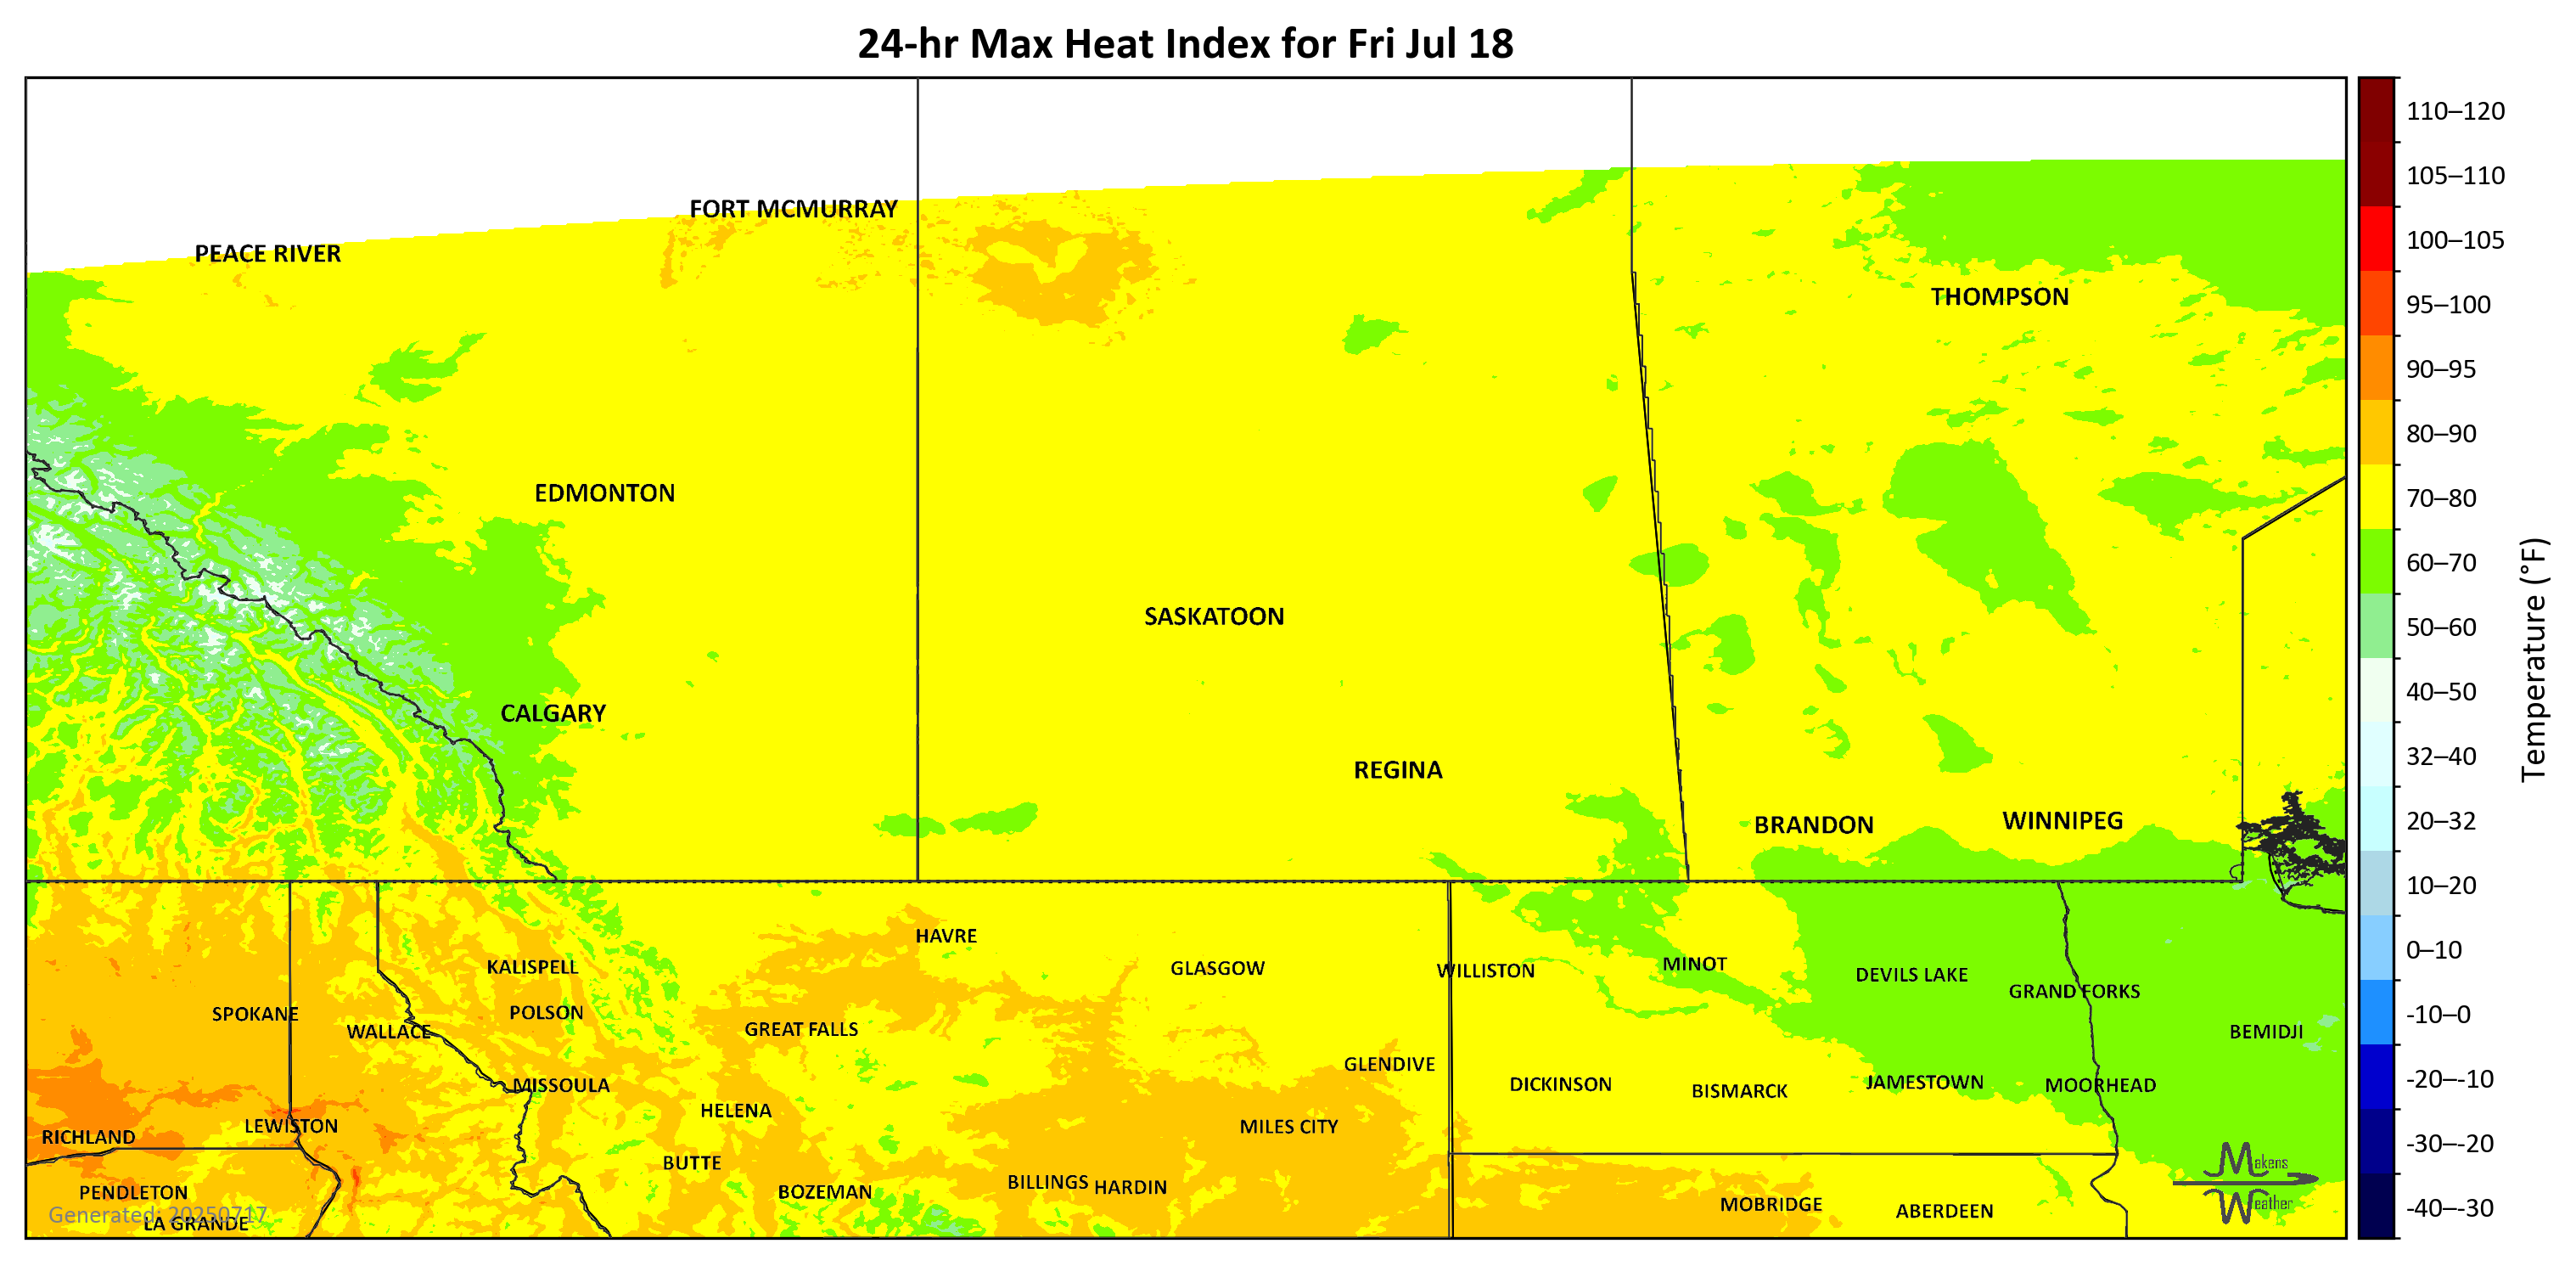 24-hr Max Heat Index for Fri Jul 18
110–120
105–110
100–105
95–100
90–95
80–90
70–80
60–70
50–60
40–50
32–40
20–32
10–20
0–10
-10–0
-20–-10
-30–-20
-40–-30
Temperature (°F)
FORT MCMURRAY
PEACE RIVER
THOMPSON
EDMONTON
SASKATOON
CALGARY
REGINA
BRANDON
WINNIPEG
HAVRE
KALISPELL
GLASGOW
WILLISTON
MINOT
DEVILS LAKE
GRAND FORKS
SPOKANE
POLSON
WALLACE
GREAT FALLS
BEMIDJI
GLENDIVE
MISSOULA
DICKINSON
BISMARCK
JAMESTOWN
MOORHEAD
HELENA
LEWISTON
MILES CITY
RICHLAND
BUTTE
PENDLETON
BOZEMAN
BILLINGS
HARDIN
MOBRIDGE
ABERDEEN
Generated: 20250717
LA GRANDE
Makens
Weather